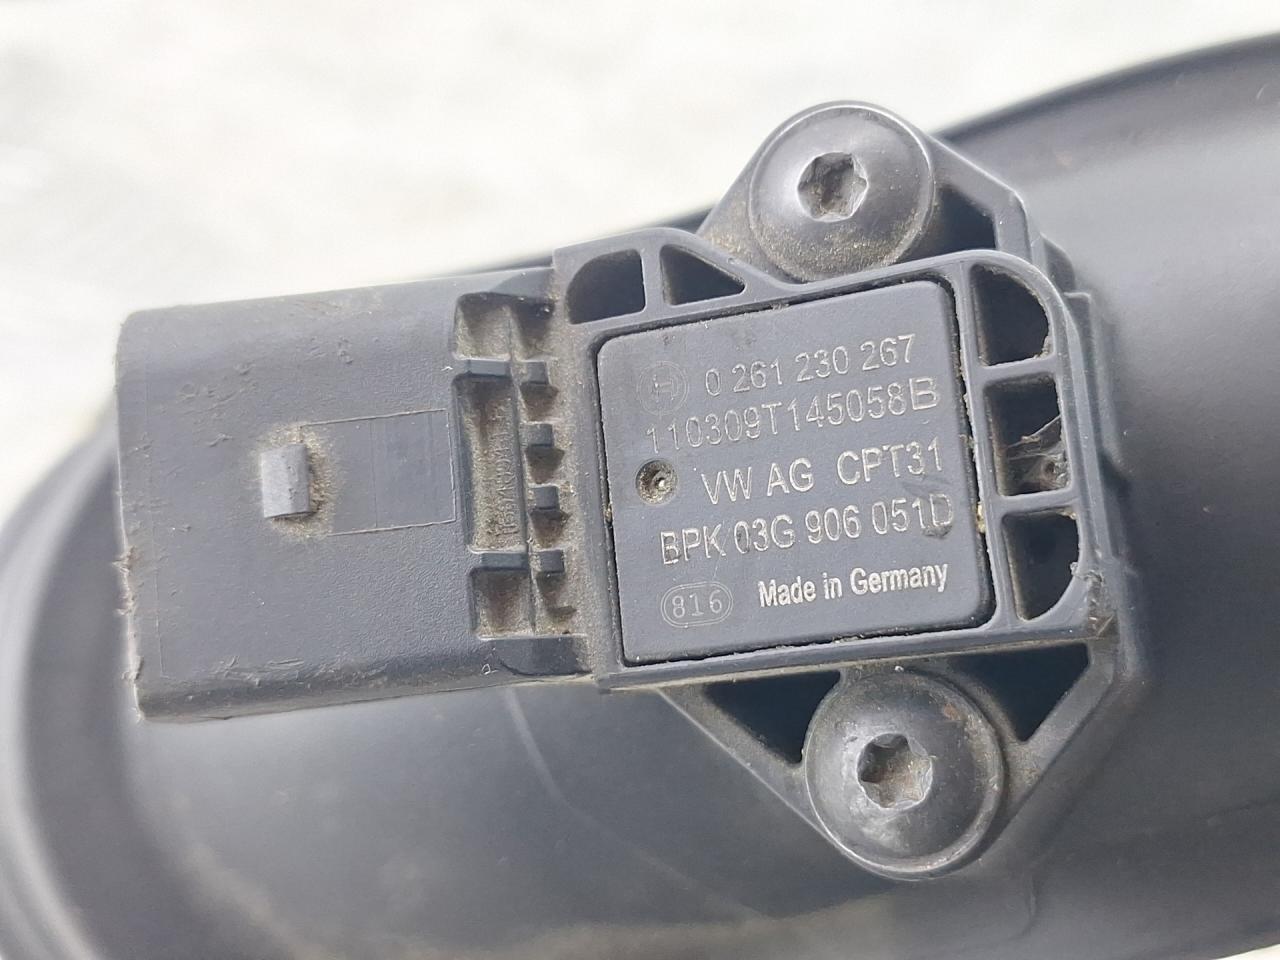 0 261 230 267
110309T145058B
VW AG CPT31
BPK 03G 906 051D
816 Made in Germany